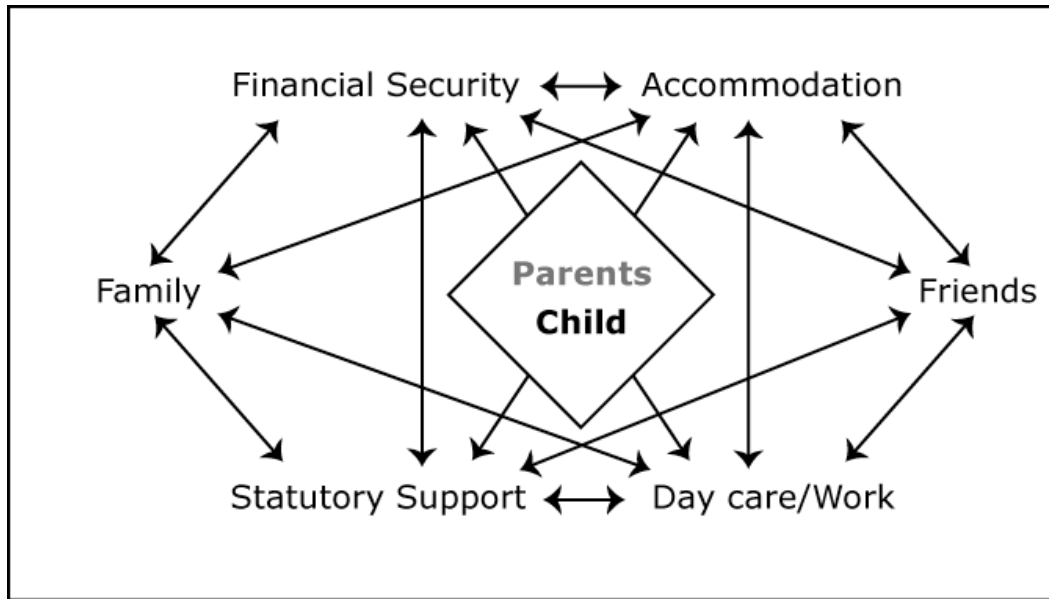 Financial Security
Accommodation
Family
Parents
Child
Friends
Statutory Support
Day care/Work